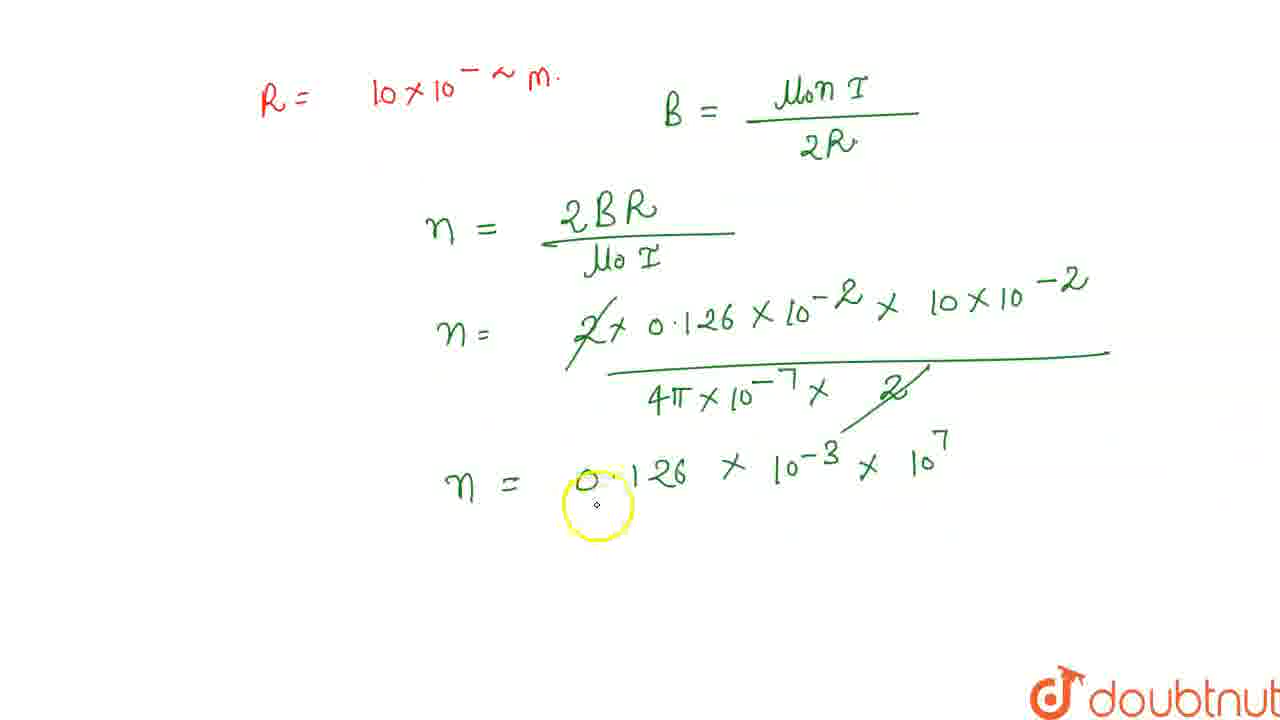 R = 10 × 10⁻~ m.
B = μ₀nI / 2R
n = 2BR / μ₀I
n = 2 × 0.126 × 10⁻² × 10 × 10⁻² / 4π × 10⁻⁷ × 2
n = 0.126 × 10⁻³ × 10⁷
doubtnut